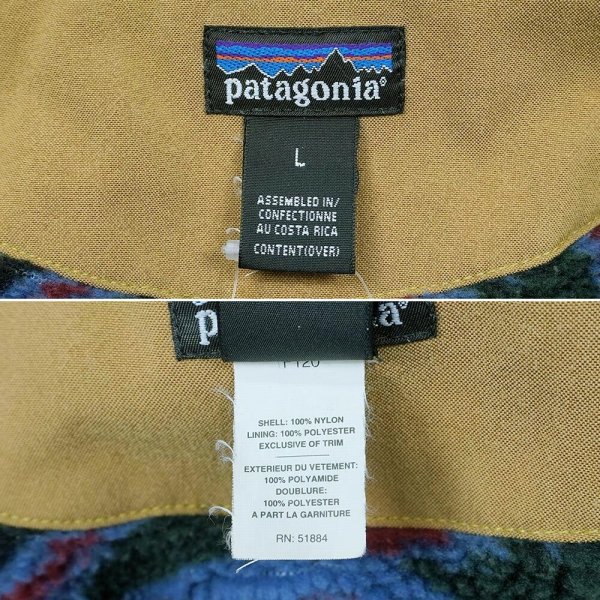 patagonia®
L
ASSEMBLED IN/
CONFECTIONNE
AU COSTA RICA
CONTENT(OVER)
SHELL: 100% NYLON
LINING: 100% POLYESTER
EXCLUSIVE OF TRIM
EXTERIEUR DU VETEMENT:
100% POLYAMIDE
DOUBLURE:
100% POLYESTER
A PART LA GARNITURE
RN: 51884